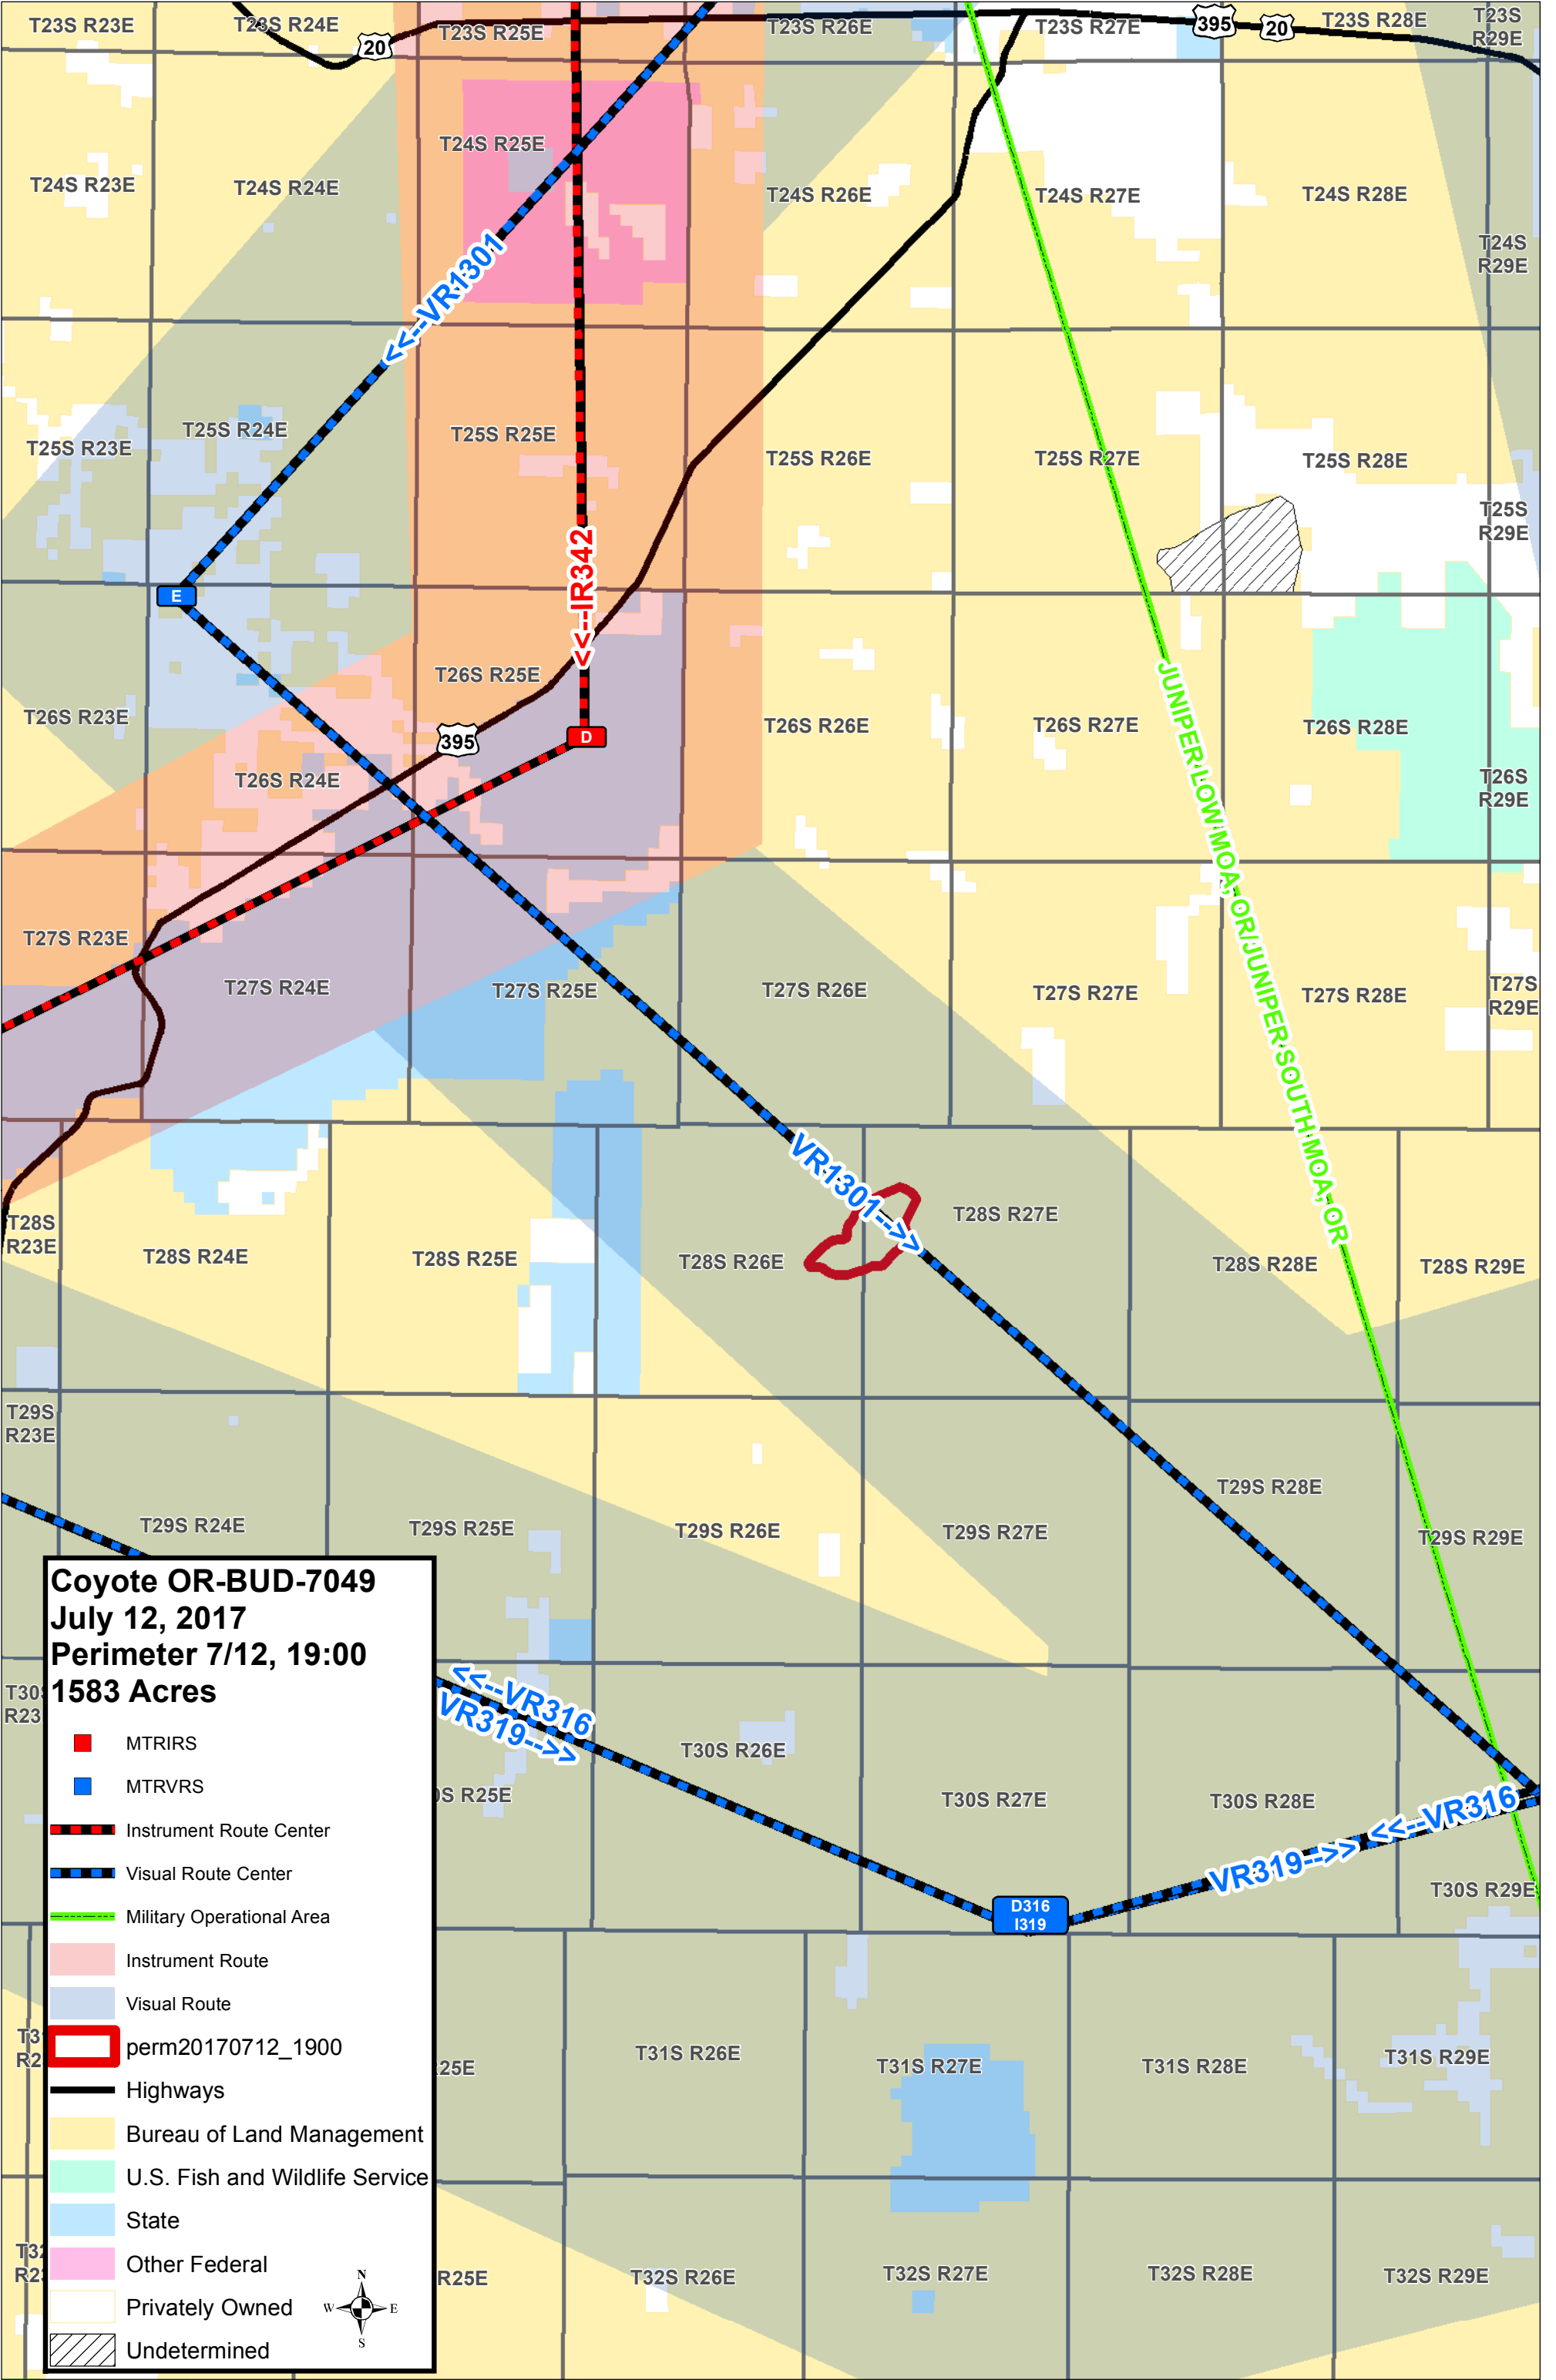 T23S R23E
T23S R24E
20
T23S R25E
T23S R26E
T23S R27E
395
20
T23S R28E
T23S
R29E
T24S R23E
T24S R24E
T24S R25E
T24S R26E
T24S R27E
T24S R28E
T24S
R29E
<<--VR1301
T25S R23E
T25S R24E
T25S R25E
T25S R26E
T25S R27E
T25S R28E
T25S
R29E
<<--IR342
E
T26S R23E
T26S R24E
T26S R25E
395
D
T26S R26E
T26S R27E
T26S R28E
T26S
R29E
JUNIPER LOW MOA, OR/JUNIPER SOUTH MOA, OR
T27S R23E
T27S R24E
T27S R25E
T27S R26E
T27S R27E
T27S R28E
T27S
R29E
VR1301-->>
T28S
R23E
T28S R24E
T28S R25E
T28S R26E
T28S R27E
T28S R28E
T28S R29E
T29S
R23E
T29S R24E
T29S R25E
T29S R26E
T29S R27E
T29S R28E
T29S R29E
Coyote OR-BUD-7049
July 12, 2017
Perimeter 7/12, 19:00
1583 Acres
MTRIRS
MTRVRS
Instrument Route Center
Visual Route Center
Military Operational Area
Instrument Route
Visual Route
perm20170712_1900
Highways
Bureau of Land Management
U.S. Fish and Wildlife Service
State
Other Federal
Privately Owned
Undetermined
N
W E
S
<<--VR316
VR319-->>
T30S R26E
T30S R27E
T30S R28E
<<--VR316
VR319-->>
T30S R29E
D316
I319
T31S R26E
T31S R27E
T31S R28E
T31S R29E
R25E
T32S R26E
T32S R27E
T32S R28E
T32S R29E